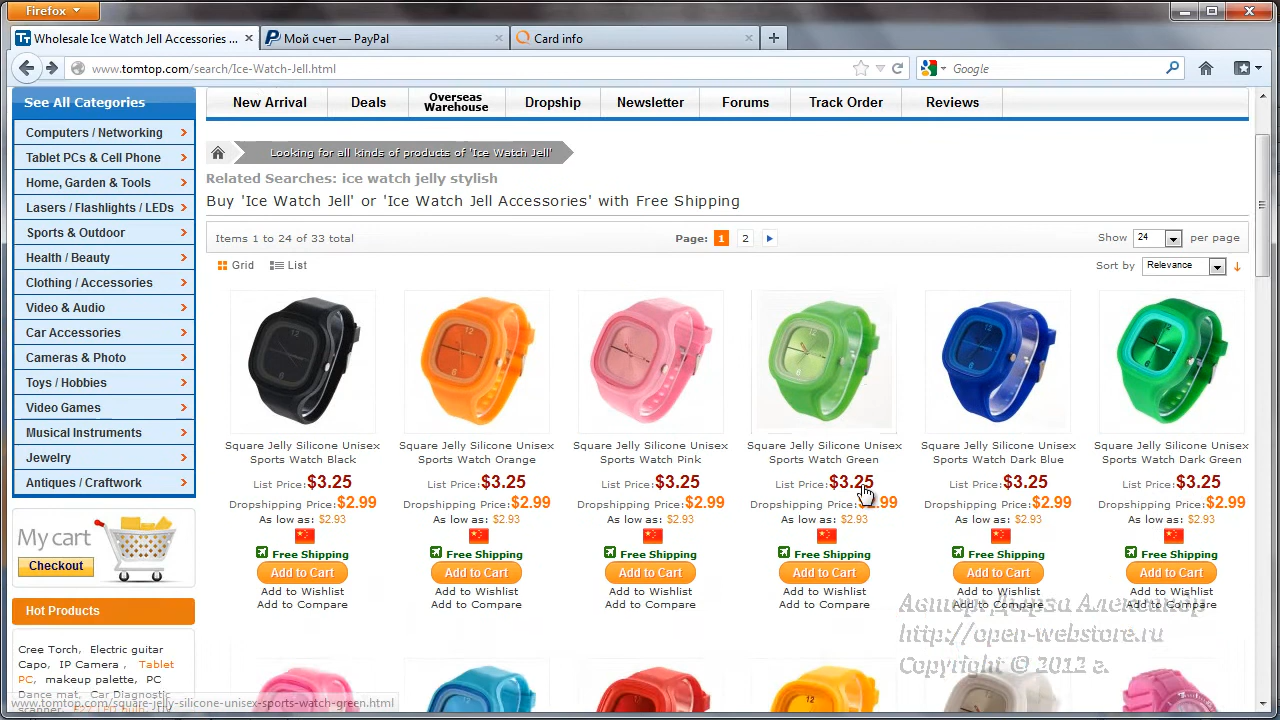 Firefox
Wholesale Ice Watch Jell Accessories ...
Мой счет — PayPal
Card info
www.tomtop.com/search/Ice-Watch-Jell.html
Google
See All Categories
New Arrival
Deals
Overseas
Warehouse
Dropship
Newsletter
Forums
Track Order
Reviews
Computers / Networking
Tablet PCs & Cell Phone
Home, Garden & Tools
Lasers / Flashlights / LEDs
Sports & Outdoor
Health / Beauty
Clothing / Accessories
Video & Audio
Car Accessories
Cameras & Photo
Toys / Hobbies
Video Games
Musical Instruments
Jewelry
Antiques / Craftwork
My cart
Checkout
Hot Products
Cree Torch, Electric guitar
Capo, IP Camera , Tablet
PC, makeup palette, PC
Dance mat, Car Diagnostic
Looking for all kinds of products of 'Ice Watch Jell'
Related Searches: ice watch jelly stylish
Buy 'Ice Watch Jell' or 'Ice Watch Jell Accessories' with Free Shipping
Items 1 to 24 of 33 total
Page: 1 2
Show 24 per page
Grid List
Sort by Relevance
Square Jelly Silicone Unisex
Sports Watch Black
List Price:$3.25
Dropshipping Price:$2.99
As low as: $2.93
Free Shipping
Add to Cart
Add to Wishlist
Add to Compare
Square Jelly Silicone Unisex
Sports Watch Orange
List Price:$3.25
Dropshipping Price:$2.99
As low as: $2.93
Free Shipping
Add to Cart
Add to Wishlist
Add to Compare
Square Jelly Silicone Unisex
Sports Watch Pink
List Price:$3.25
Dropshipping Price:$2.99
As low as: $2.93
Free Shipping
Add to Cart
Add to Wishlist
Add to Compare
Square Jelly Silicone Unisex
Sports Watch Green
List Price:$3.25
Dropshipping Price:$2.99
As low as: $2.93
Free Shipping
Add to Cart
Add to Wishlist
Add to Compare
Square Jelly Silicone Unisex
Sports Watch Dark Blue
List Price:$3.25
Dropshipping Price:$2.99
As low as: $2.93
Free Shipping
Add to Cart
Add to Wishlist
Add to Compare
Square Jelly Silicone Unisex
Sports Watch Dark Green
List Price:$3.25
Dropshipping Price:$2.99
As low as: $2.93
Free Shipping
Add to Cart
Add to Wishlist
Add to Compare
Автор: Дырза Александр
http://open-webstore.ru
Copyright © 2012 г.
www.tomtop.com/square-jelly-silicone-unisex-sports-watch-green.html